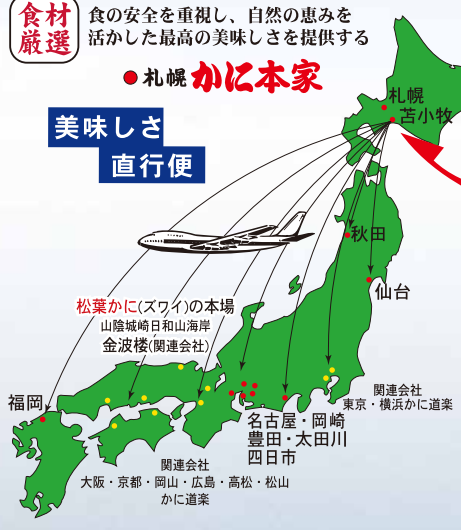 食材
厳選
食の安全を重視し、自然の恵みを
活かした最高の美味しさを提供する
●札幌 かに本家
美味しさ
直行便
札幌
苫小牧
秋田
仙台
松葉かに(ズワイ)の本場
山陰城崎日和山海岸
金波楼(関連会社)
福岡
関連会社
東京・横浜かに道楽
名古屋・岡崎
豊田・太田川
四日市
関連会社
大阪・京都・岡山・広島・高松・松山
かに道楽